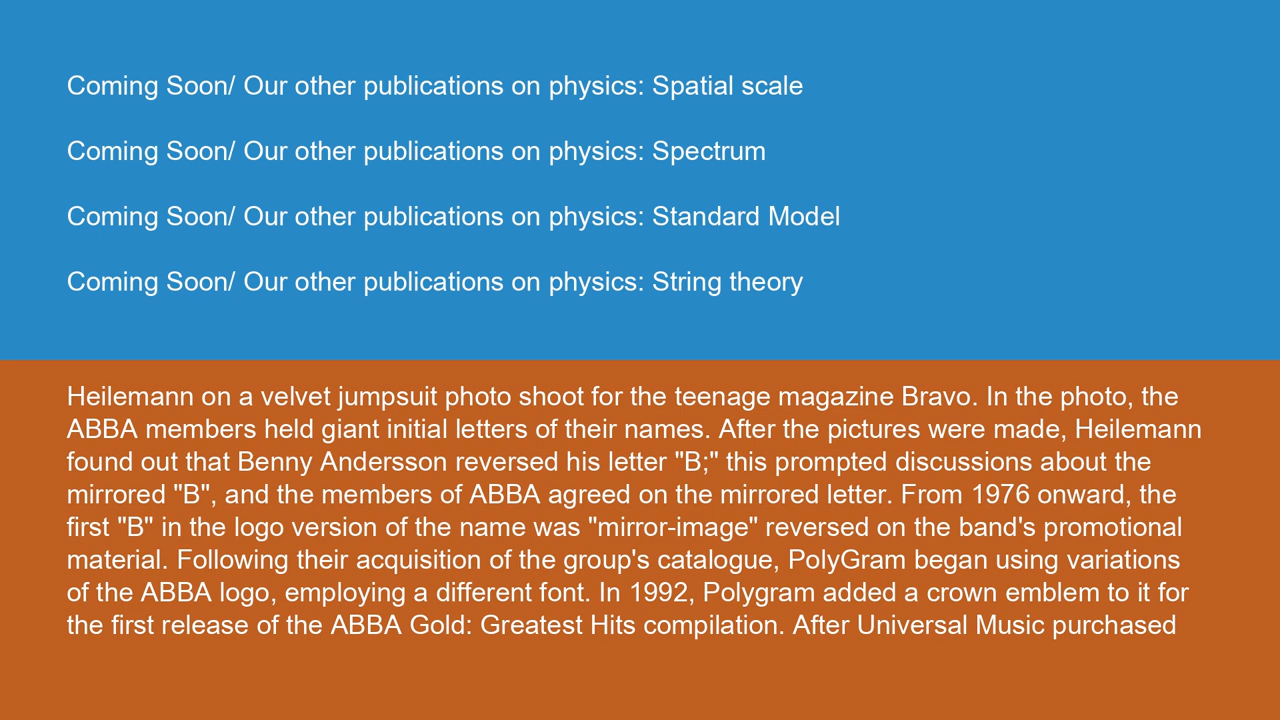 Coming Soon/ Our other publications on physics: Spatial scale
Coming Soon/ Our other publications on physics: Spectrum
Coming Soon/ Our other publications on physics: Standard Model
Coming Soon/ Our other publications on physics: String theory
Heilemann on a velvet jumpsuit photo shoot for the teenage magazine Bravo. In the photo, the
ABBA members held giant initial letters of their names. After the pictures were made, Heilemann
found out that Benny Andersson reversed his letter "B;" this prompted discussions about the
mirrored "B", and the members of ABBA agreed on the mirrored letter. From 1976 onward, the
first "B" in the logo version of the name was "mirror-image" reversed on the band's promotional
material. Following their acquisition of the group's catalogue, PolyGram began using variations
of the ABBA logo, employing a different font. In 1992, Polygram added a crown emblem to it for
the first release of the ABBA Gold: Greatest Hits compilation. After Universal Music purchased